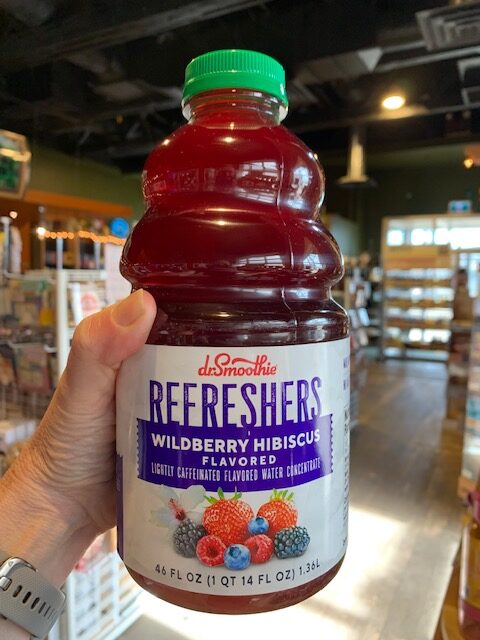 dr.Smoothie
REFRESHERS
WILDBERRY HIBISCUS
FLAVORED
LIGHTLY CAFFEINATED FLAVORED WATER CONCENTRATE
46 FL OZ (1 QT 14 FL OZ) 1.36L